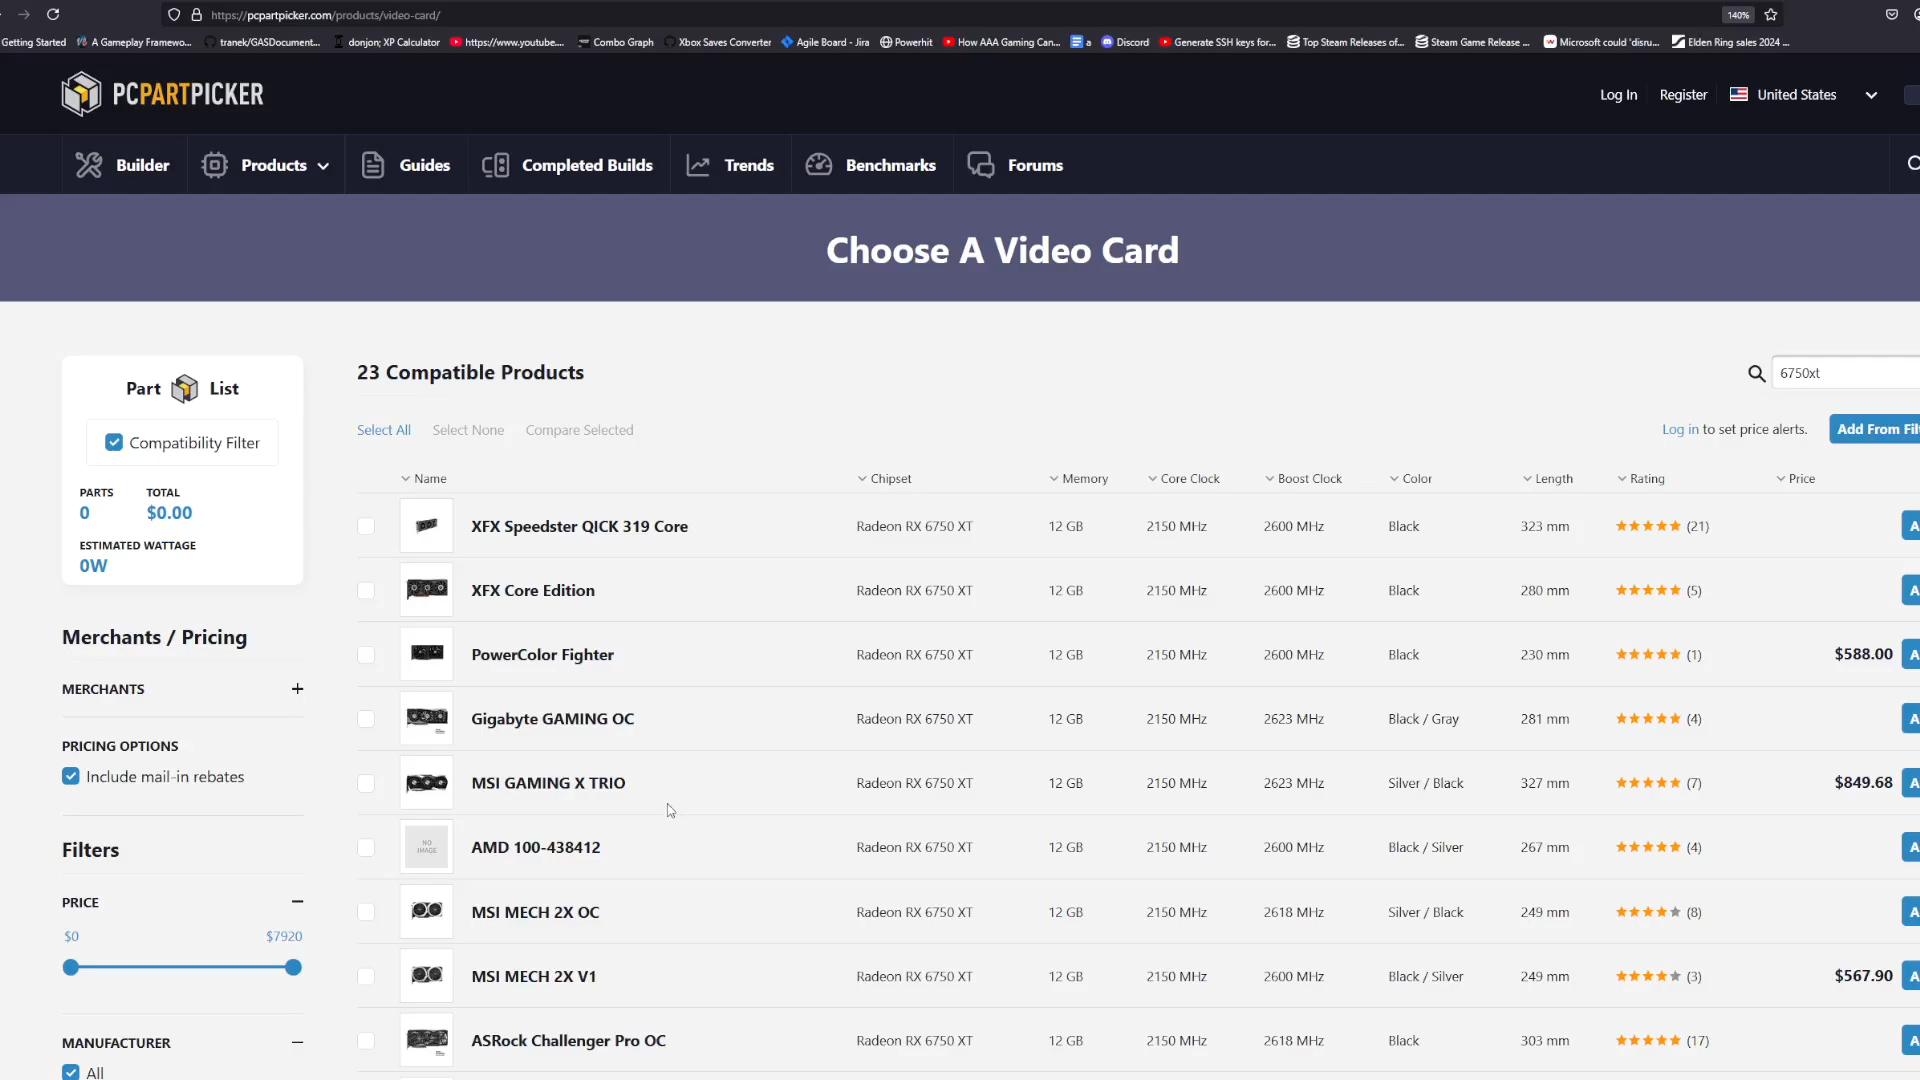 https://pcpartpicker.com/products/video-card/
140%
Getting Started A Gameplay Framewo... tranek/GASDocument... donjon; XP Calculator https://www.youtube.... Combo Graph Xbox Saves Converter Agile Board - Jira Powerhit How AAA Gaming Can... a Discord Generate SSH keys for... Top Steam Releases of... Steam Game Release ... Microsoft could 'disru... Elden Ring sales 2024 ...
PCPARTPICKER
Log In Register United States
Builder Products Guides Completed Builds Trends Benchmarks Forums
Choose A Video Card
Part List
Compatibility Filter
PARTS TOTAL
0 $0.00
ESTIMATED WATTAGE
0W
Merchants / Pricing
MERCHANTS +
PRICING OPTIONS
Include mail-in rebates
Filters
PRICE
$0 $7920
MANUFACTURER
All
23 Compatible Products
6750xt
Select All Select None Compare Selected
Log in to set price alerts.
Add From Fil
Name Chipset Memory Core Clock Boost Clock Color Length Rating Price
XFX Speedster QICK 319 Core Radeon RX 6750 XT 12 GB 2150 MHz 2600 MHz Black 323 mm (21) A
XFX Core Edition Radeon RX 6750 XT 12 GB 2150 MHz 2600 MHz Black 280 mm (5) A
PowerColor Fighter Radeon RX 6750 XT 12 GB 2150 MHz 2600 MHz Black 230 mm (1) $588.00 A
Gigabyte GAMING OC Radeon RX 6750 XT 12 GB 2150 MHz 2623 MHz Black / Gray 281 mm (4) A
MSI GAMING X TRIO Radeon RX 6750 XT 12 GB 2150 MHz 2623 MHz Silver / Black 327 mm (7) $849.68 A
NO IMAGE AMD 100-438412 Radeon RX 6750 XT 12 GB 2150 MHz 2600 MHz Black / Silver 267 mm (4) A
MSI MECH 2X OC Radeon RX 6750 XT 12 GB 2150 MHz 2618 MHz Silver / Black 249 mm (8) A
MSI MECH 2X V1 Radeon RX 6750 XT 12 GB 2150 MHz 2600 MHz Black / Silver 249 mm (3) $567.90 A
ASRock Challenger Pro OC Radeon RX 6750 XT 12 GB 2150 MHz 2618 MHz Black 303 mm (17) A